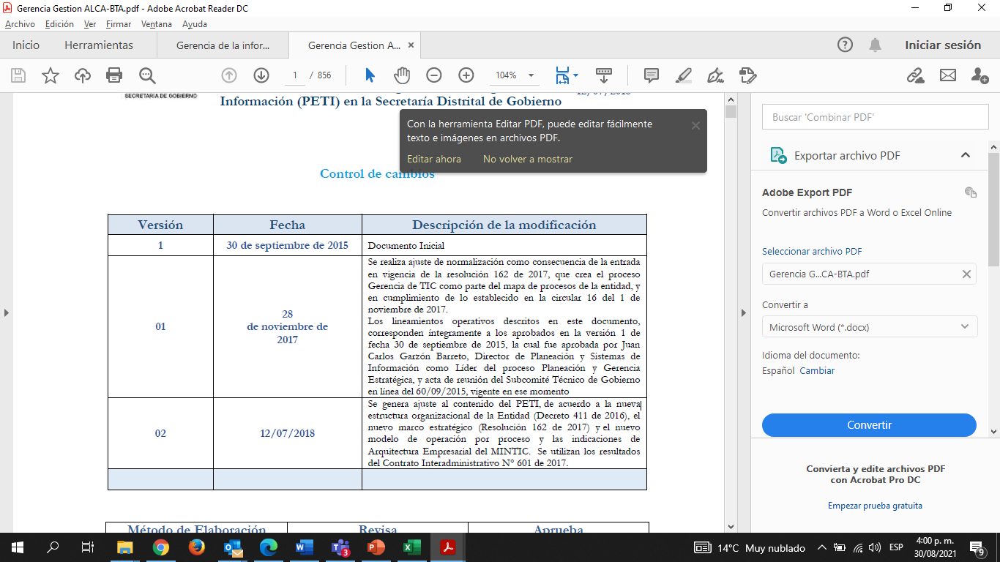 Gerencia Gestion ALCA-BTA.pdf - Adobe Acrobat Reader DC
Archivo Edición Ver Firmar Ventana Ayuda
Inicio Herramientas Gerencia de la infor... Gerencia Gestion A... Iniciar sesión
1 / 856 104%
SECRETARÍA DE GOBIERNO
Información (PETI) en la Secretaría Distrital de Gobierno
Con la herramienta Editar PDF, puede editar fácilmente
texto e imágenes en archivos PDF.
Editar ahora No volver a mostrar
Control de cambios
Versión Fecha Descripción de la modificación
1 30 de septiembre de 2015 Documento Inicial
01
28
de noviembre de
2017
Se realiza ajuste de normalización como consecuencia de la entrada
en vigencia de la resolución 162 de 2017, que crea el proceso
Gerencia de TIC como parte del mapa de procesos de la entidad, y
en cumplimiento de lo establecido en la circular 16 del 1 de
noviembre de 2017.
Los lineamientos operativos descritos en este documento,
corresponden íntegramente a los aprobados en la versión 1 de
fecha 30 de septiembre de 2015, la cual fue aprobada por Juan
Carlos Garzón Barreto, Director de Planeación y Sistemas de
Información como Líder del proceso Planeación y Gerencia
Estratégica, y acta de reunión del Subcomité Técnico de Gobierno
en línea del 60/09/2015, vigente en ese momento
02
12/07/2018
Se genera ajuste al contenido del PETI, de acuerdo a la nueva
estructura organizacional de la Entidad (Decreto 411 de 2016), el
nuevo marco estratégico (Resolución 162 de 2017) y el nuevo
modelo de operación por proceso y las indicaciones de
Arquitectura Empresarial del MINTIC. Se utilizan los resultados
del Contrato Interadministrativo N° 601 de 2017.
Método de Elaboración Revisa Aprueba
Buscar 'Combinar PDF'
Exportar archivo PDF
Adobe Export PDF
Convertir archivos PDF a Word o Excel Online
Seleccionar archivo PDF
Gerencia G...CA-BTA.pdf
Convertir a
Microsoft Word (*.docx)
Idioma del documento:
Español Cambiar
Convertir
Convierta y edite archivos PDF
con Acrobat Pro DC
Empezar prueba gratuita
3
14°C Muy nublado ESP
4:00 p. m.
30/08/2021
9